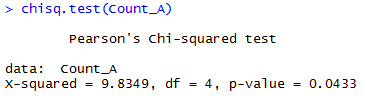 > chisq.test(Count_A)
Pearson's Chi-squared test
data:  Count_A
X-squared = 9.8349, df = 4, p-value = 0.0433